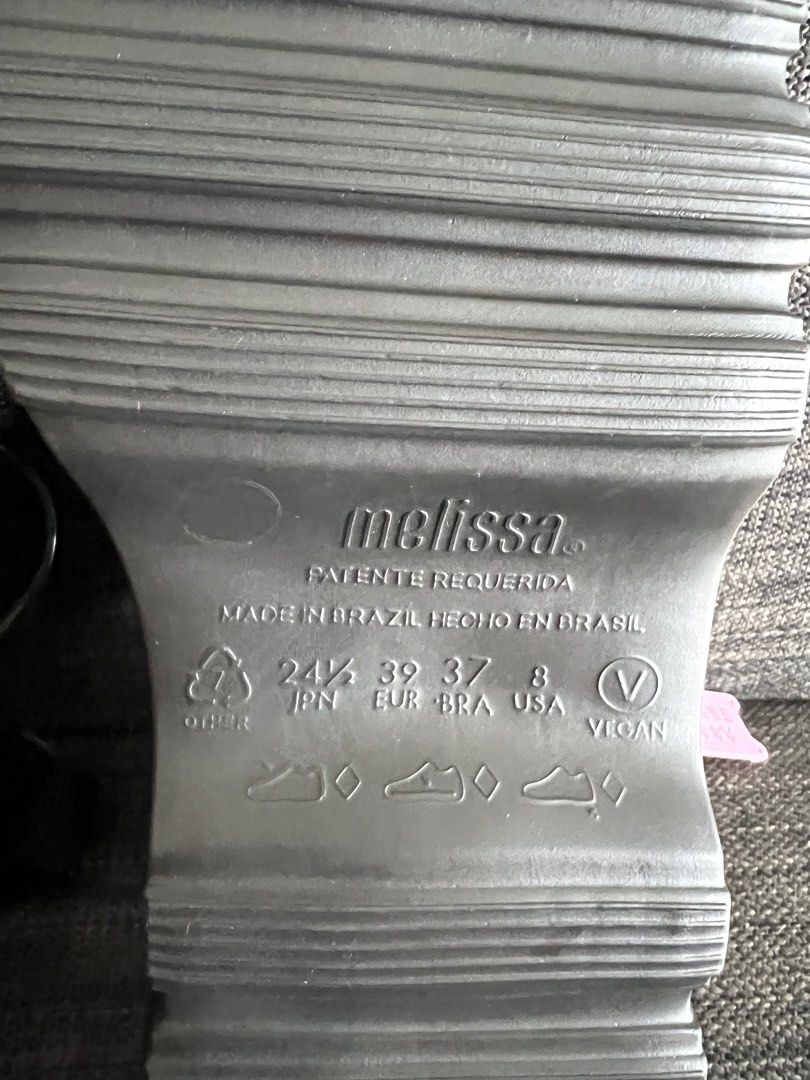 melissa®
PATENTE REQUERIDA
MADE IN BRAZIL HECHO EN BRASIL
7 24½ 39 37 8 V
OTHER JPN EUR BRA USA VEGAN